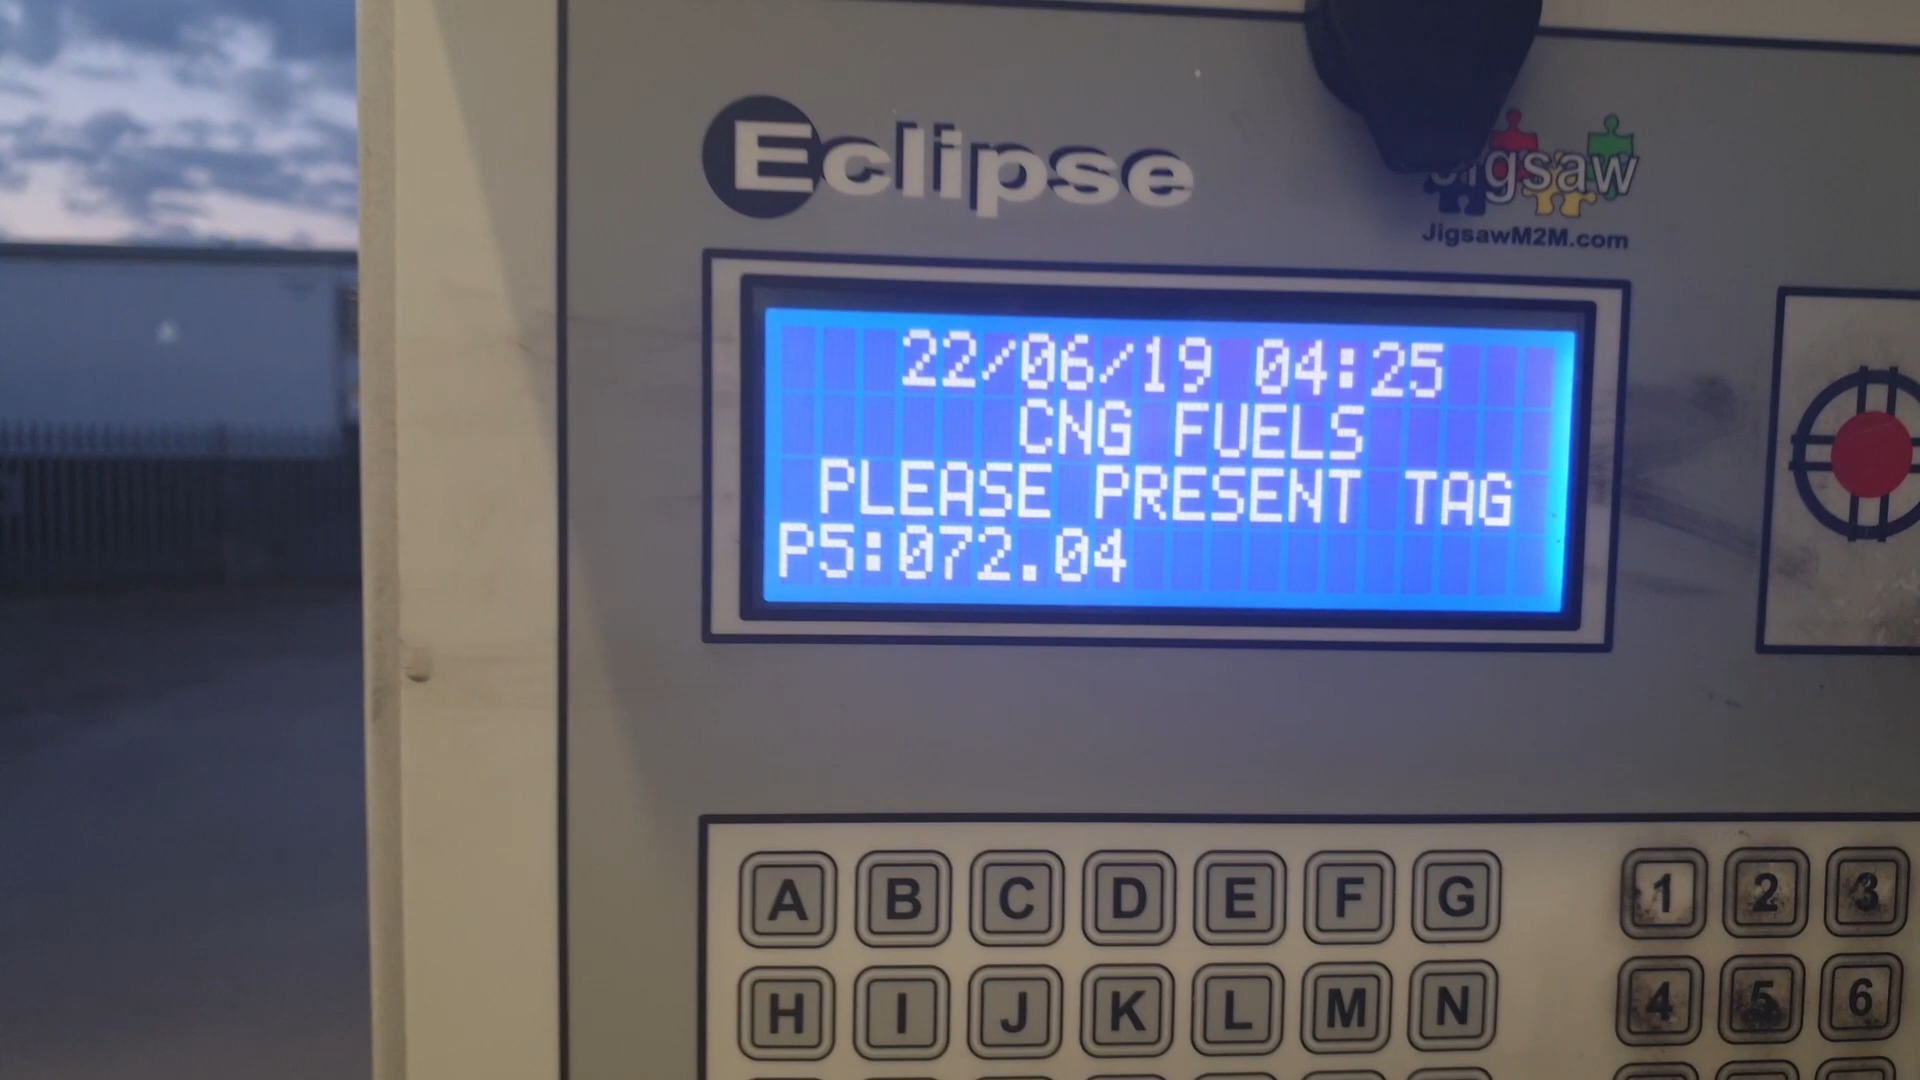 Eclipse
Jigsaw
JigsawM2M.com
22/06/19 04:25
CNG FUELS
PLEASE PRESENT TAG
P5:072.04
A B C D E F G 1 2 3
H I J K L M N 4 5 6